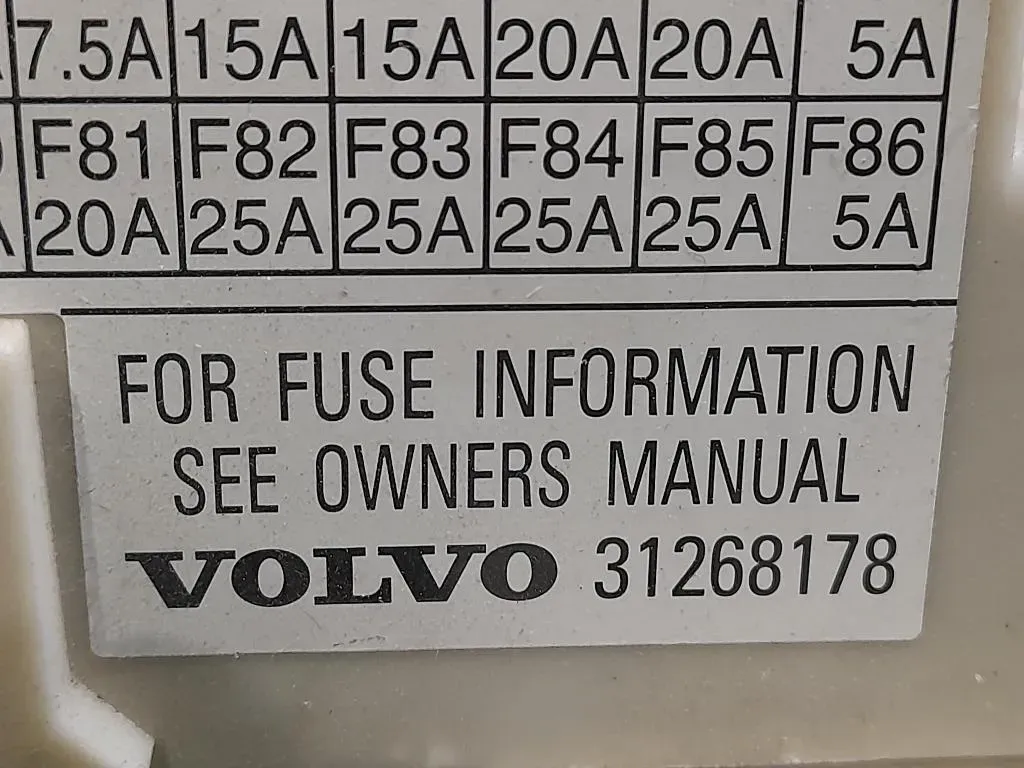 7.5A 15A 15A 20A 20A 5A
F81 F82 F83 F84 F85 F86
20A 25A 25A 25A 25A 5A
FOR FUSE INFORMATION
SEE OWNERS MANUAL
VOLVO 31268178